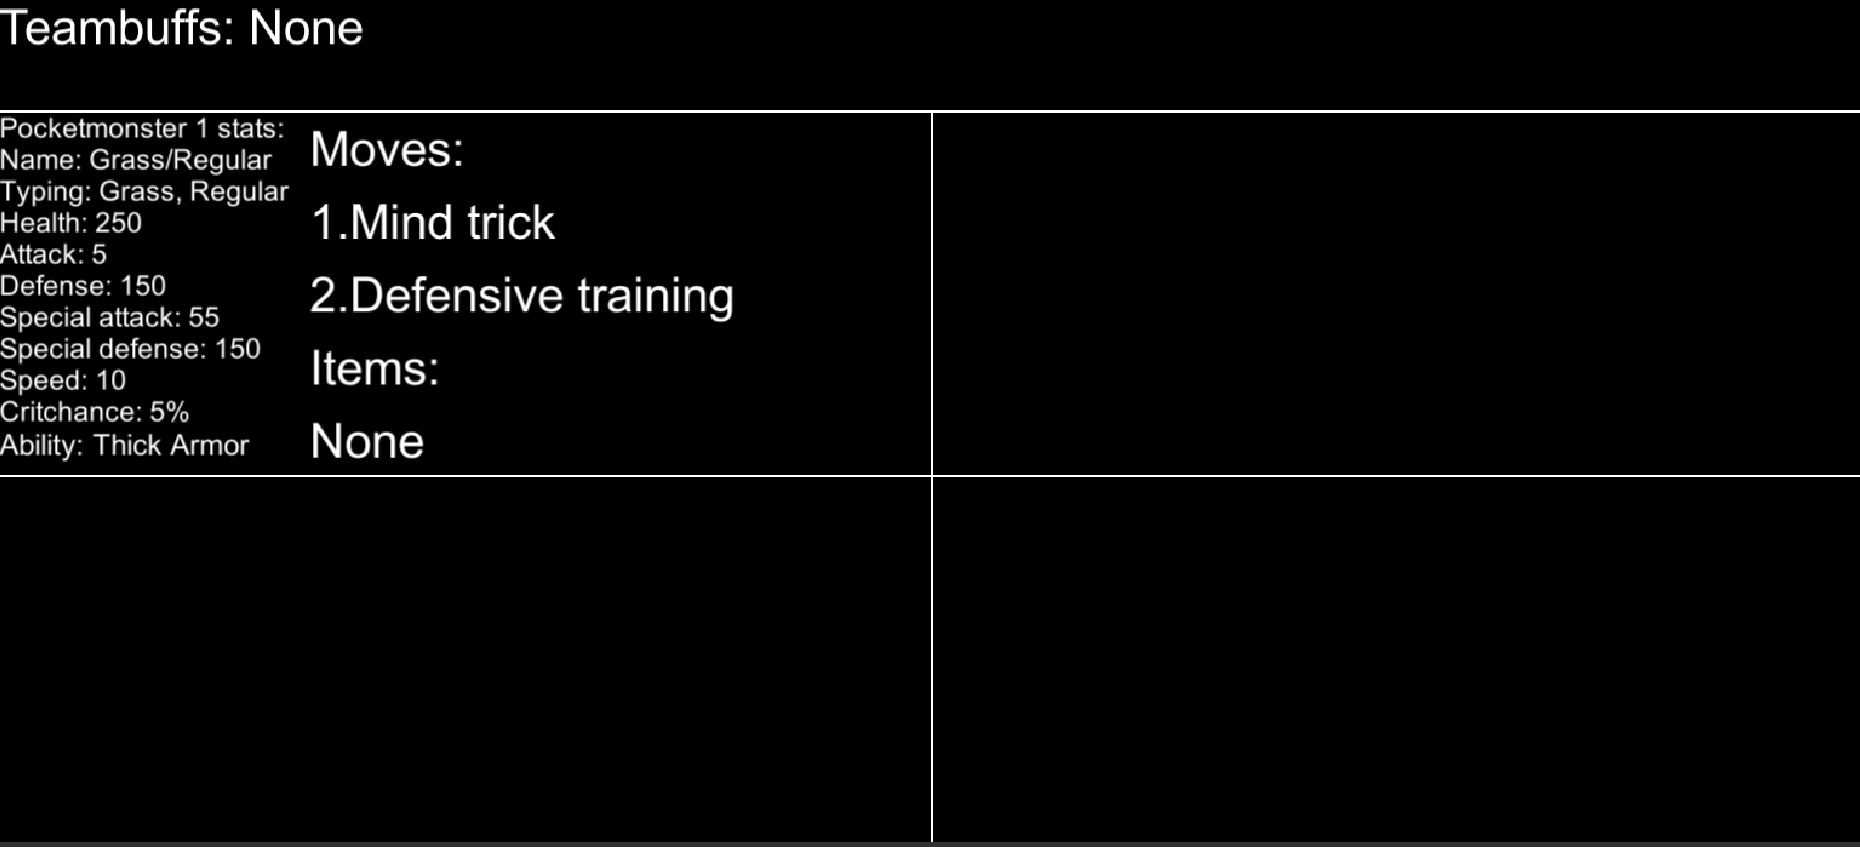 Teambuffs: None
Pocketmonster 1 stats:
Name: Grass/Regular
Typing: Grass, Regular
Health: 250
Attack: 5
Defense: 150
Special attack: 55
Special defense: 150
Speed: 10
Critchance: 5%
Ability: Thick Armor
Moves:
1.Mind trick
2.Defensive training
Items:
None